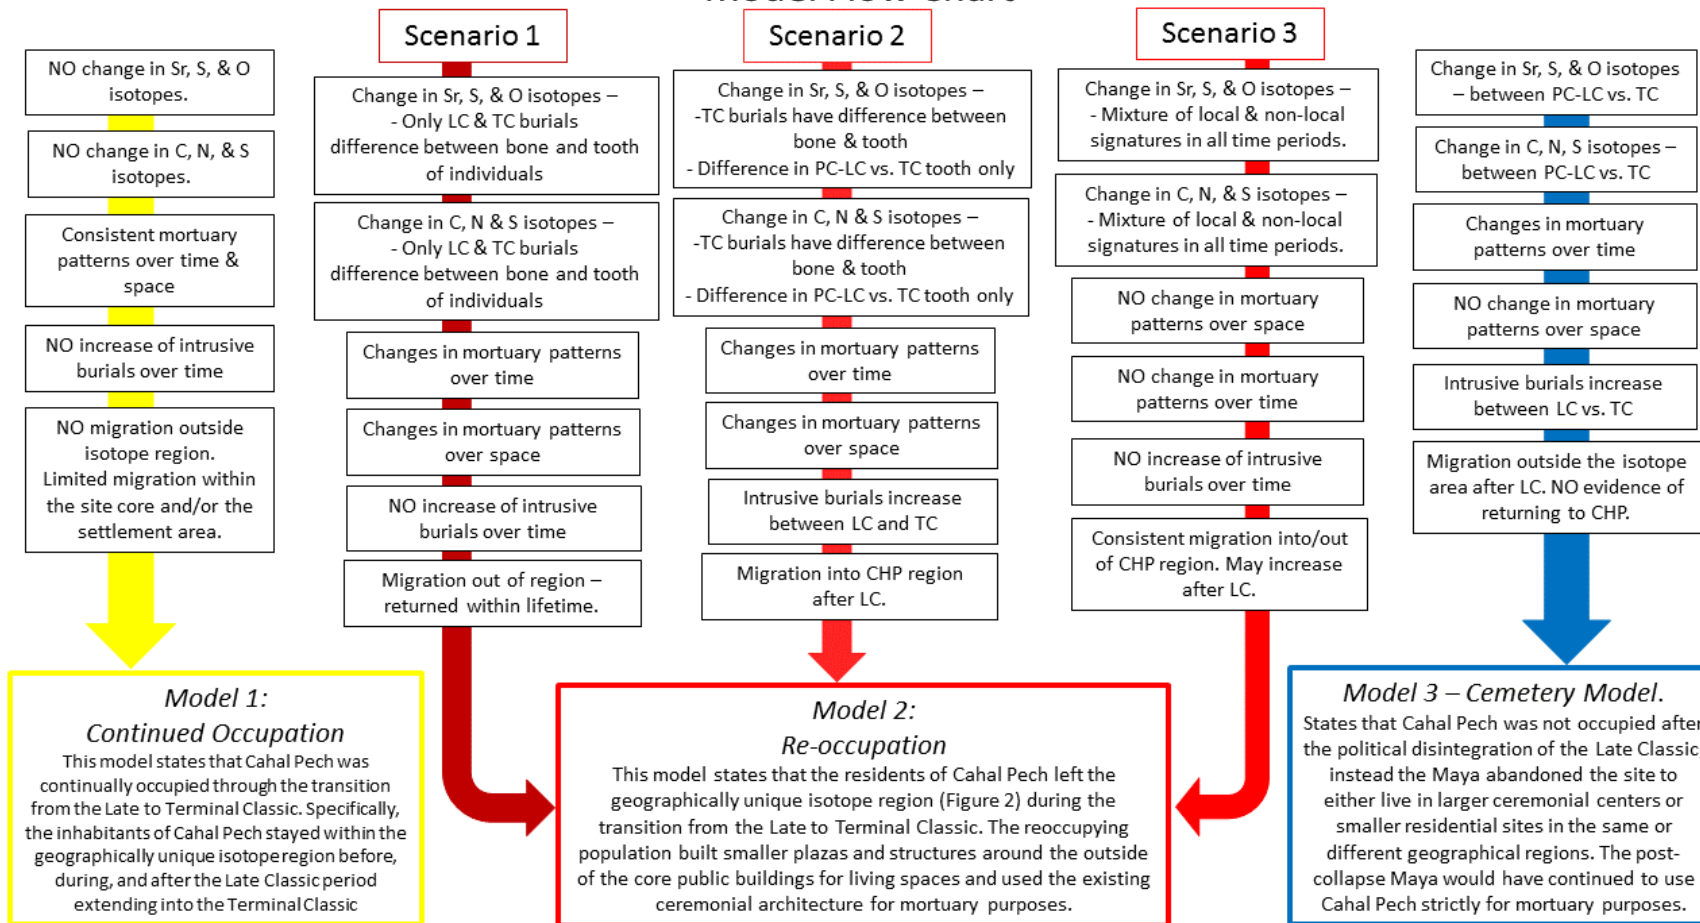 Model Flow Chart
NO change in Sr, S, & O
isotopes.
NO change in C, N, & S
isotopes.
Consistent mortuary
patterns over time &
space
NO increase of intrusive
burials over time
NO migration outside
isotope region.
Limited migration within
the site core and/or the
settlement area.
Model 1:
Continued Occupation
This model states that Cahal Pech was
continually occupied through the transition
from the Late to Terminal Classic. Specifically,
the inhabitants of Cahal Pech stayed within the
geographically unique isotope region before,
during, and after the Late Classic period
extending into the Terminal Classic
Scenario 1
Change in Sr, S, & O isotopes –
- Only LC & TC burials
difference between bone and tooth
of individuals
Change in C, N, & S isotopes –
- Only LC & TC burials
difference between bone and tooth
of individuals
Changes in mortuary patterns
over time
Changes in mortuary patterns
over space
NO increase of intrusive
burials over time
Migration out of region –
returned within lifetime.
Scenario 2
Change in Sr, S, & O isotopes –
-TC burials have difference between
bone & tooth
- Difference in PC-LC vs. TC tooth only
Change in C, N & S isotopes –
-TC burials have difference between
bone & tooth
- Difference in PC-LC vs. TC tooth only
Changes in mortuary patterns
over time
Changes in mortuary patterns
over space
Intrusive burials increase
between LC and TC
Migration into CHP region
after LC.
Scenario 3
Change in Sr, S, & O isotopes –
- Mixture of local & non-local
signatures in all time periods.
Change in C, N, & S isotopes –
- Mixture of local & non-local
signatures in all time periods.
NO change in mortuary
patterns over space
NO change in mortuary
patterns over time
NO increase of intrusive
burials over time
Consistent migration into/out
of CHP region. May increase
after LC.
Model 2:
Re-occupation
This model states that the residents of Cahal Pech left the
geographically unique isotope region (Figure 2) during the
transition from the Late to Terminal Classic. The reoccupying
population built smaller plazas and structures around the outside
of the core public buildings for living spaces and used the existing
ceremonial architecture for mortuary purposes.
Change in Sr, S, & O isotopes
– between PC-LC vs. TC
Change in C, N, S isotopes –
between PC-LC vs. TC
Changes in mortuary
patterns over time
NO change in mortuary
patterns over space
Intrusive burials increase
between LC vs. TC
Migration outside the isotope
area after LC. NO evidence of
returning to CHP.
Model 3 – Cemetery Model.
States that Cahal Pech was not occupied after
the political disintegration of the Late Classic,
instead the Maya abandoned the site to
either live in larger ceremonial centers or
smaller residential sites in the same or
different geographical regions. The post-
collapse Maya would have continued to use
Cahal Pech strictly for mortuary purposes.